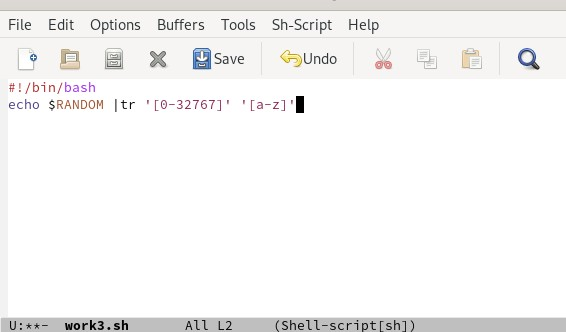 File Edit Options Buffers Tools Sh-Script Help
Save Undo
#!/bin/bash
echo $RANDOM |tr '[0-32767]' '[a-z]'
U:**- work3.sh All L2 (Shell-script[sh])